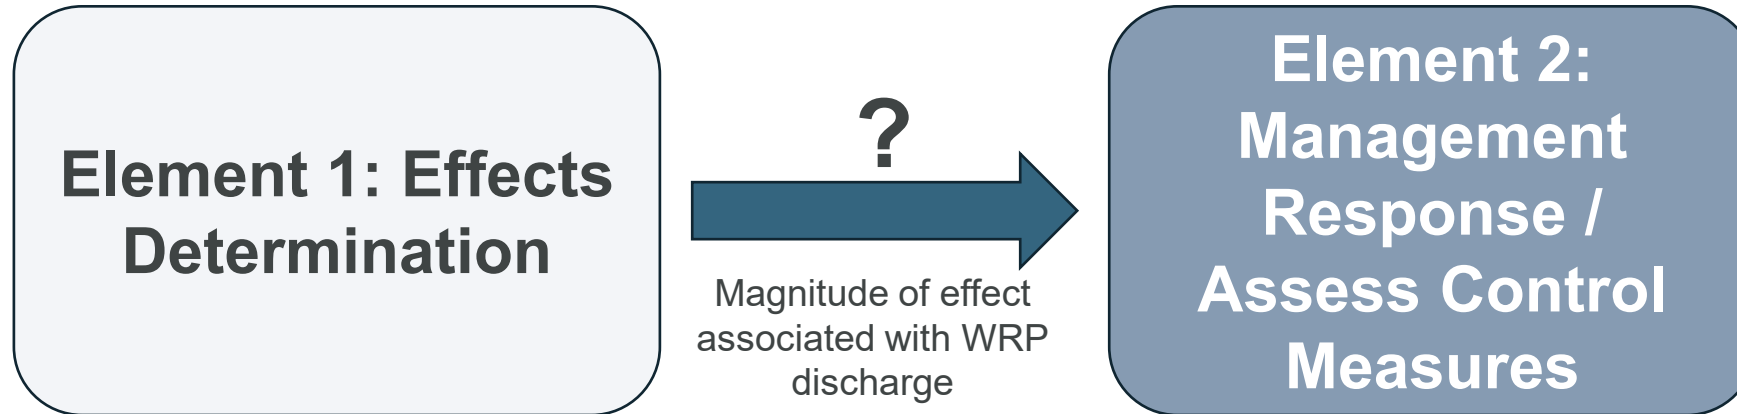 Element 1: Effects
Determination
?
Magnitude of effect
associated with WRP
discharge
Element 2:
Management
Response /
Assess Control
Measures